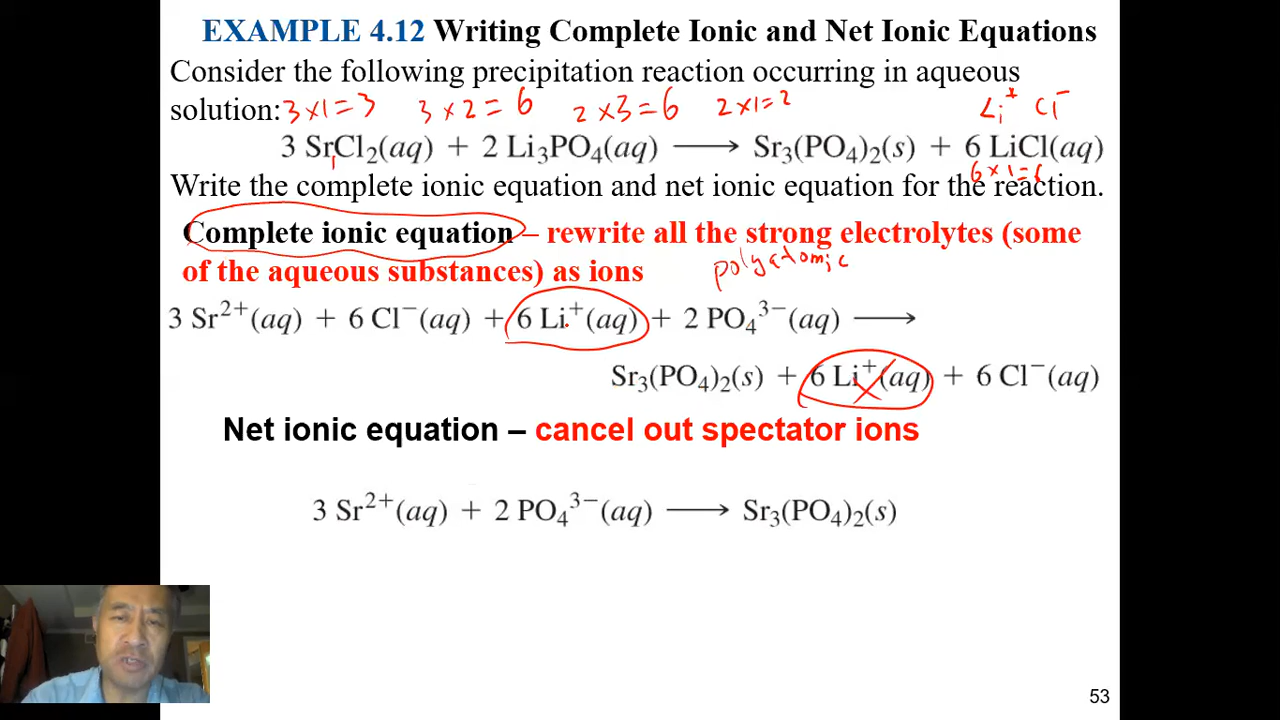 EXAMPLE 4.12 Writing Complete Ionic and Net Ionic Equations
Consider the following precipitation reaction occurring in aqueous
solution: 3 x 1 = 3 3 x 2 = 6 2 x 3 = 6 2 x 1 = 2 Li⁺ Cl⁻
3 SrCl₂(aq) + 2 Li₃PO₄(aq) ⟶ Sr₃(PO₄)₂(s) + 6 LiCl(aq)
6 x 1 = 6
Write the complete ionic equation and net ionic equation for the reaction.
Complete ionic equation – rewrite all the strong electrolytes (some
of the aqueous substances) as ions polyatomic
3 Sr²⁺(aq) + 6 Cl⁻(aq) + 6 Li⁺(aq) + 2 PO₄³⁻(aq) ⟶
Sr₃(PO₄)₂(s) + 6 Li⁺(aq) + 6 Cl⁻(aq)
Net ionic equation – cancel out spectator ions
3 Sr²⁺(aq) + 2 PO₄³⁻(aq) ⟶ Sr₃(PO₄)₂(s)
53